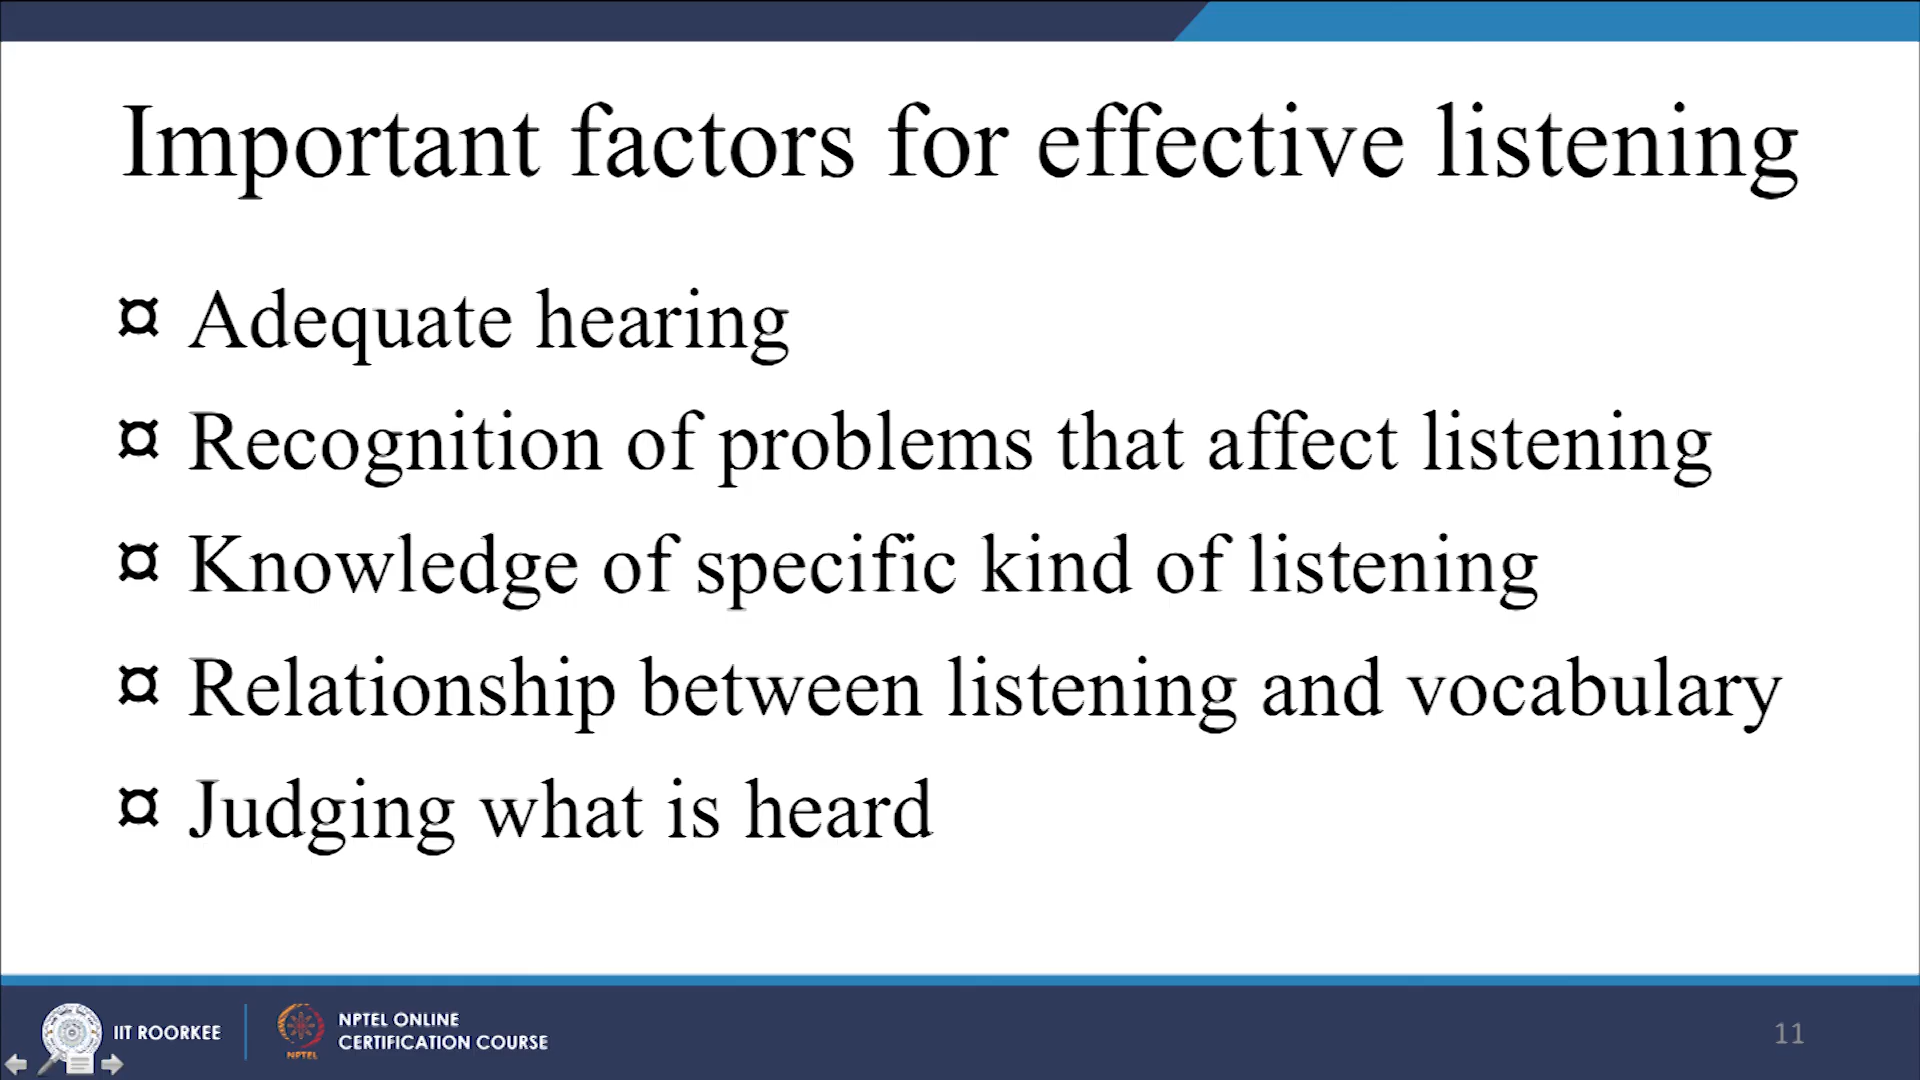 Important factors for effective listening
¤ Adequate hearing
¤ Recognition of problems that affect listening
¤ Knowledge of specific kind of listening
¤ Relationship between listening and vocabulary
¤ Judging what is heard
IIT ROORKEE
NPTEL
NPTEL ONLINE
CERTIFICATION COURSE
11